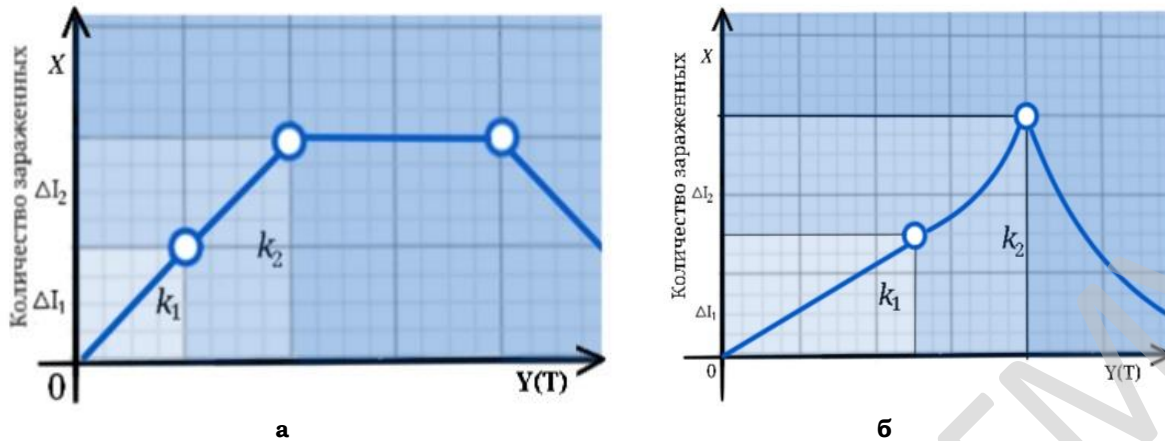 Количество зараженных
X
ΔI₂
ΔI₁
k₁
k₂
0
Y(T)
а
Количество зараженных
X
ΔI₂
ΔI₁
k₁
k₂
0
Y(T)
б